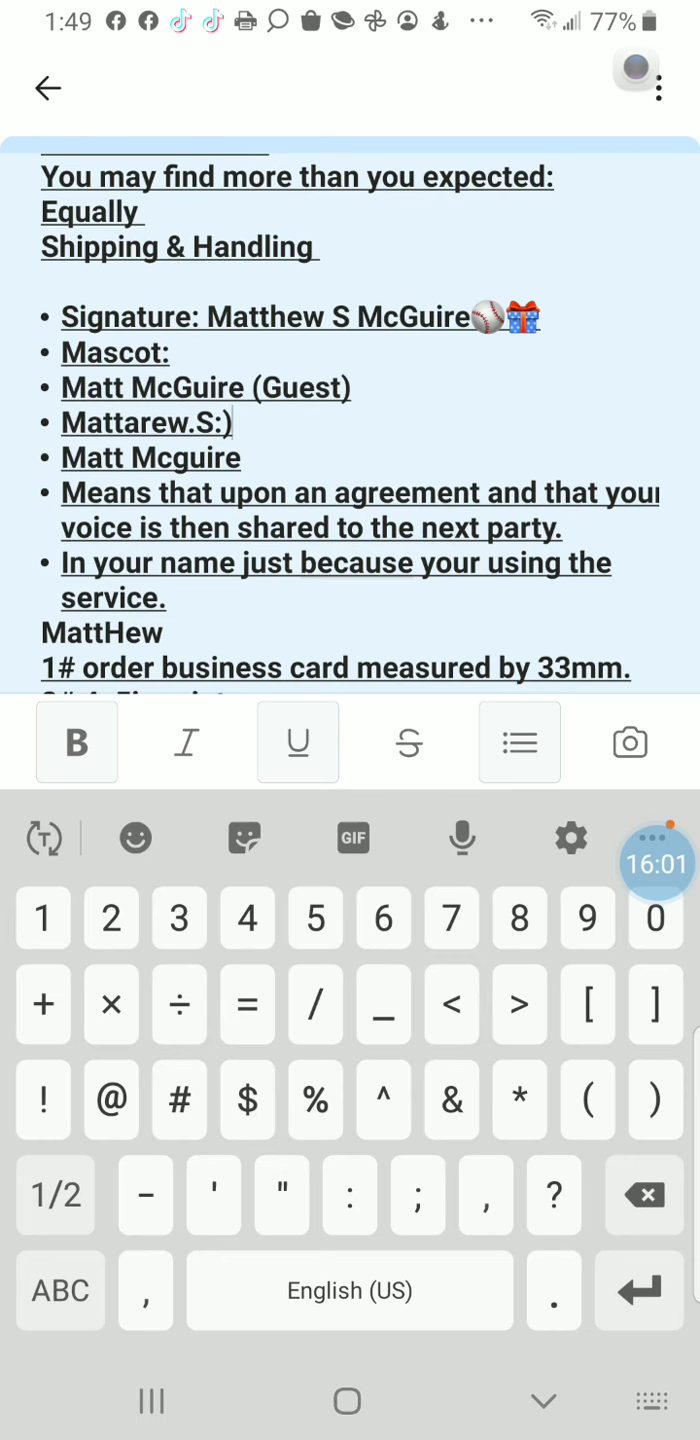 1:49 77%
You may find more than you expected:
Equally
Shipping & Handling
• Signature: Matthew S McGuire⚾🎁
• Mascot:
• Matt McGuire (Guest)
• Mattarew.S:)
• Matt Mcguire
• Means that upon an agreement and that your
voice is then shared to the next party.
• In your name just because your using the
service.
MattHew
1# order business card measured by 33mm.
B I U S
T GIF
16:01
1 2 3 4 5 6 7 8 9 0
+ × ÷ = / _ < > [ ]
! @ # $ % ^ & * ( )
1/2 - ' " : ; , ?
ABC , English (US) .